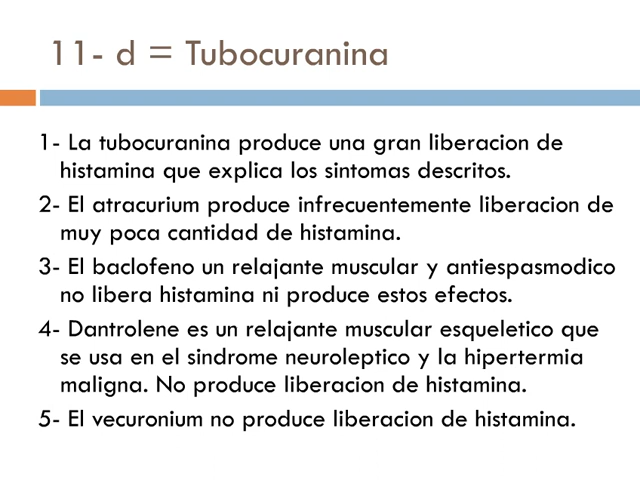 11- d = Tubocuranina
1- La tubocuranina produce una gran liberacion de
histamina que explica los sintomas descritos.
2- El atracurium produce infrecuentemente liberacion de
muy poca cantidad de histamina.
3- El baclofeno un relajante muscular y antiespasmodico
no libera histamina ni produce estos efectos.
4- Dantrolene es un relajante muscular esqueletico que
se usa en el sindrome neuroleptico y la hipertermia
maligna. No produce liberacion de histamina.
5- El vecuronium no produce liberacion de histamina.